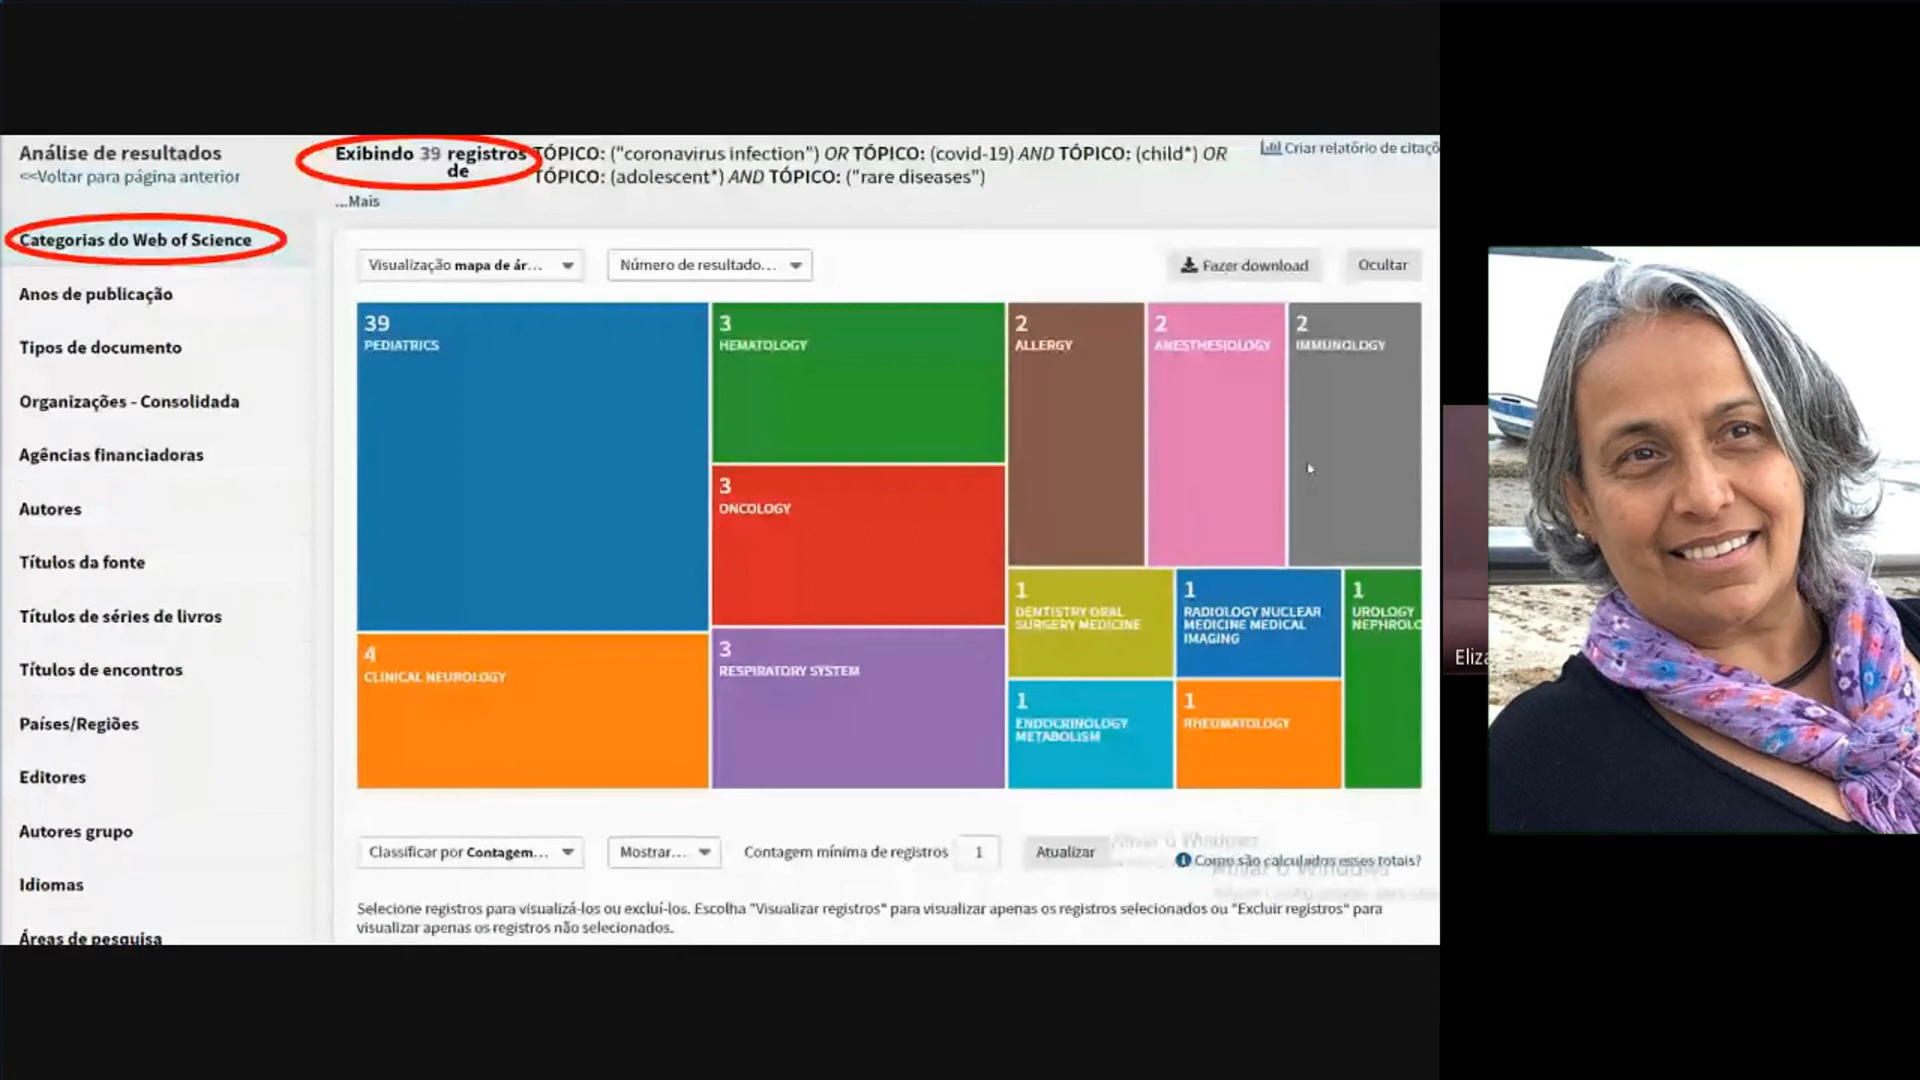 Análise de resultados
<<Voltar para página anterior
Exibindo 39 registros de
TÓPICO: ("coronavirus infection") OR TÓPICO: (covid-19) AND TÓPICO: (child*) OR
TÓPICO: (adolescent*) AND TÓPICO: ("rare diseases")
...Mais
Criar relatório de citaçõ
Categorias do Web of Science
Anos de publicação
Tipos de documento
Organizações - Consolidada
Agências financiadoras
Autores
Títulos da fonte
Títulos de séries de livros
Títulos de encontros
Países/Regiões
Editores
Autores grupo
Idiomas
Áreas de pesquisa
Visualização mapa de ár...
Número de resultado...
Fazer download
Ocultar
39
PEDIATRICS
4
CLINICAL NEUROLOGY
3
HEMATOLOGY
3
ONCOLOGY
3
RESPIRATORY SYSTEM
2
ALLERGY
2
ANESTHESIOLOGY
2
IMMUNOLOGY
1
DENTISTRY ORAL
SURGERY MEDICINE
1
RADIOLOGY NUCLEAR
MEDICINE MEDICAL
IMAGING
1
UROLOGY
NEPHROLO
1
ENDOCRINOLOGY
METABOLISM
1
RHEUMATOLOGY
Classificar por Contagem...
Mostrar...
Contagem mínima de registros
1
Atualizar
Ativar o Windows
Como são calculados esses totais?
Ativar o Windows
Selecione registros para visualizá-los ou excluí-los. Escolha "Visualizar registros" para visualizar apenas os registros selecionados ou "Excluir registros" para
visualizar apenas os registros não selecionados.
Eliza